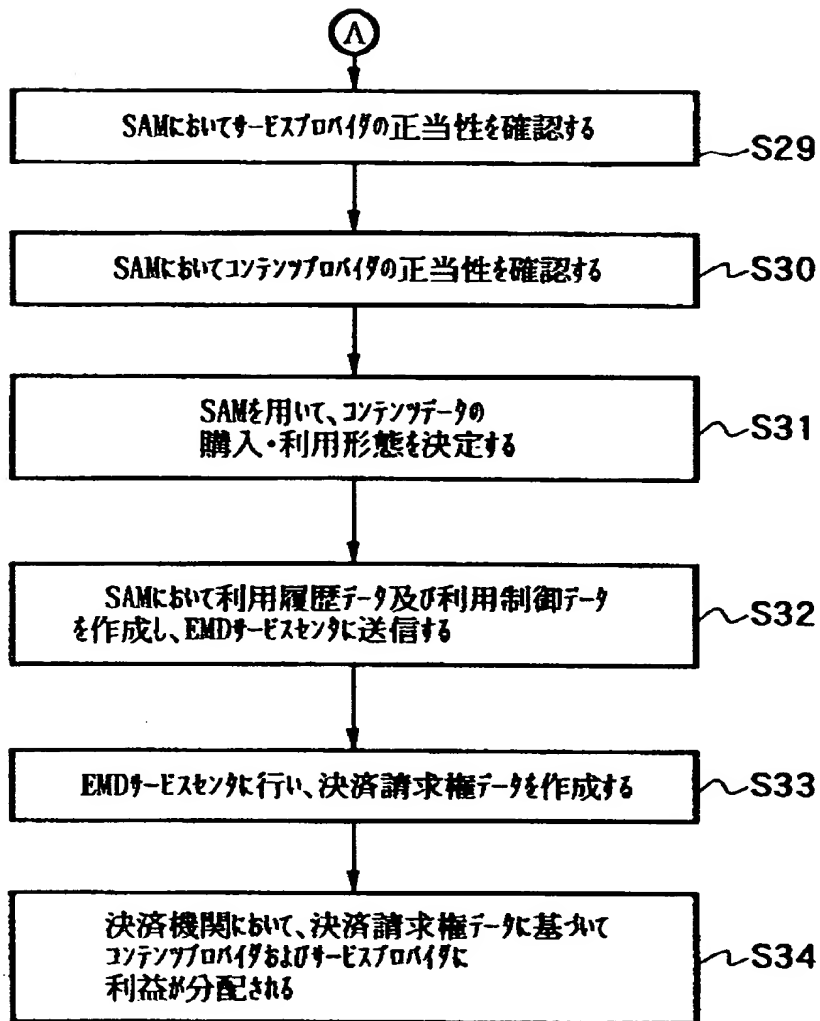 A
SAMにおいてサービスプロバイダの正当性を確認する
S29
SAMにおいてコンテンツプロバイダの正当性を確認する
S30
SAMを用いて、コンテンツデータの
購入・利用形態を決定する
S31
SAMにおいて利用履歴データ及び利用制御データ
を作成し、EMDサービスセンタに送信する
S32
EMDサービスセンタに行い、決済請求権データを作成する
S33
決済機関において、決済請求権データに基づいて
コンテンツプロバイダおよびサービスプロバイダに
利益が分配される
S34